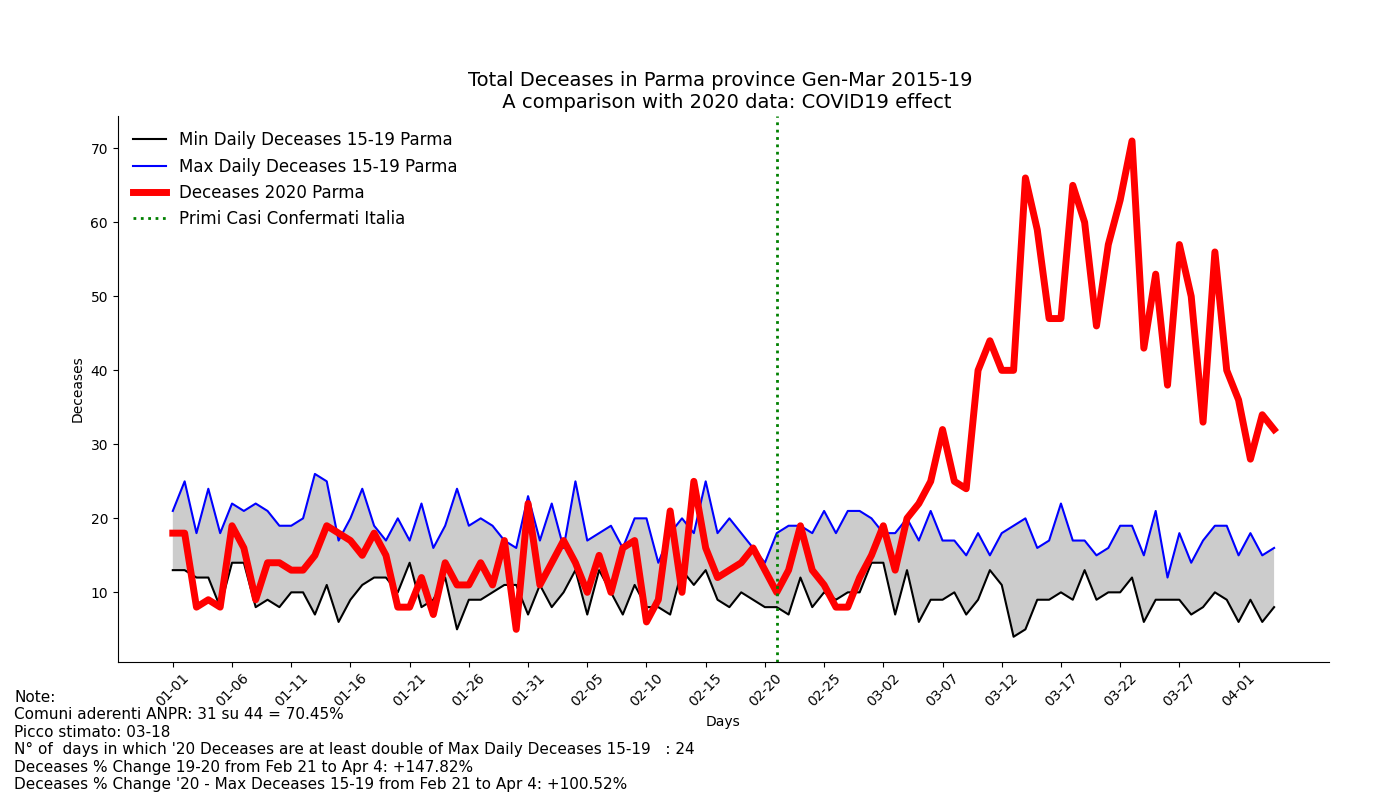 Total Deceases in Parma province Gen-Mar 2015-19
A comparison with 2020 data: COVID19 effect
Min Daily Deceases 15-19 Parma
Max Daily Deceases 15-19 Parma
Deceases 2020 Parma
Primi Casi Confermati Italia
Deceases
70
60
50
40
30
20
10
01-01
01-06
01-11
01-16
01-21
01-26
01-31
02-05
02-10
02-15
02-20
02-25
03-02
03-07
03-12
03-17
03-22
03-27
04-01
Days
Note:
Comuni aderenti ANPR: 31 su 44 = 70.45%
Picco stimato: 03-18
N° of  days in which '20 Deceases are at least double of Max Daily Deceases 15-19   : 24
Deceases % Change 19-20 from Feb 21 to Apr 4: +147.82%
Deceases % Change '20 - Max Deceases 15-19 from Feb 21 to Apr 4: +100.52%